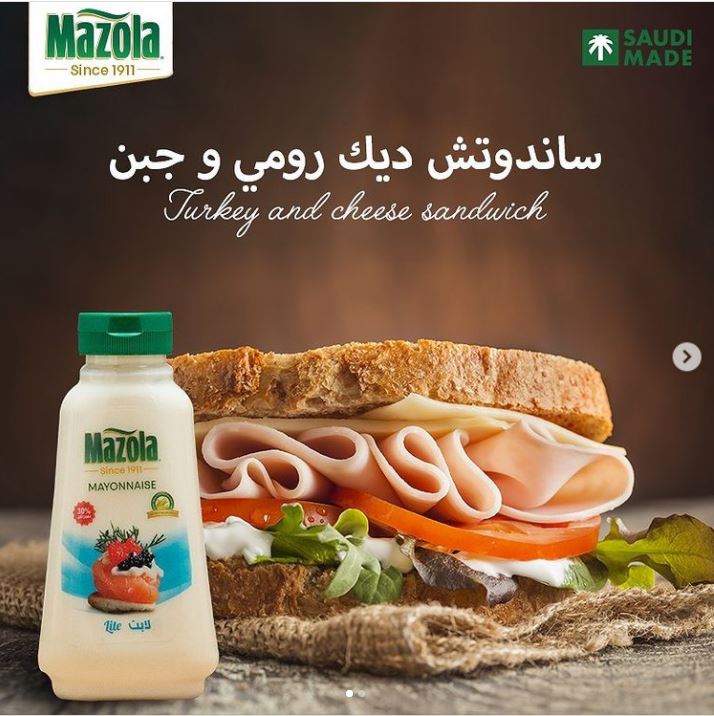 Mazola
Since 1911
SAUDI
MADE
ساندوتش ديك رومي و جبن
Turkey and cheese sandwich
Mazola
Since 1911
MAYONNAISE
30%
Lite لايت